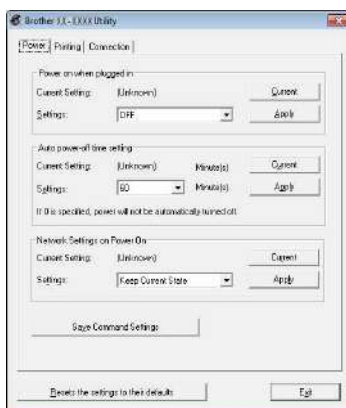 Brother XX-XXXX Utility
Power Printing Connection
Power on when plugged in
Current Setting: (Unknown) Current
Settings: OFF Apply
Auto power-off time setting
Current Setting: (Unknown) Minute(s) Current
Settings: 60 Minute(s) Apply
If 0 is specified, power will not be automatically turned off.
Network Settings on Power On
Current Setting: (Unknown) Current
Settings: Keep Current State Apply
Save Command Settings
Resets the settings to their defaults Exit